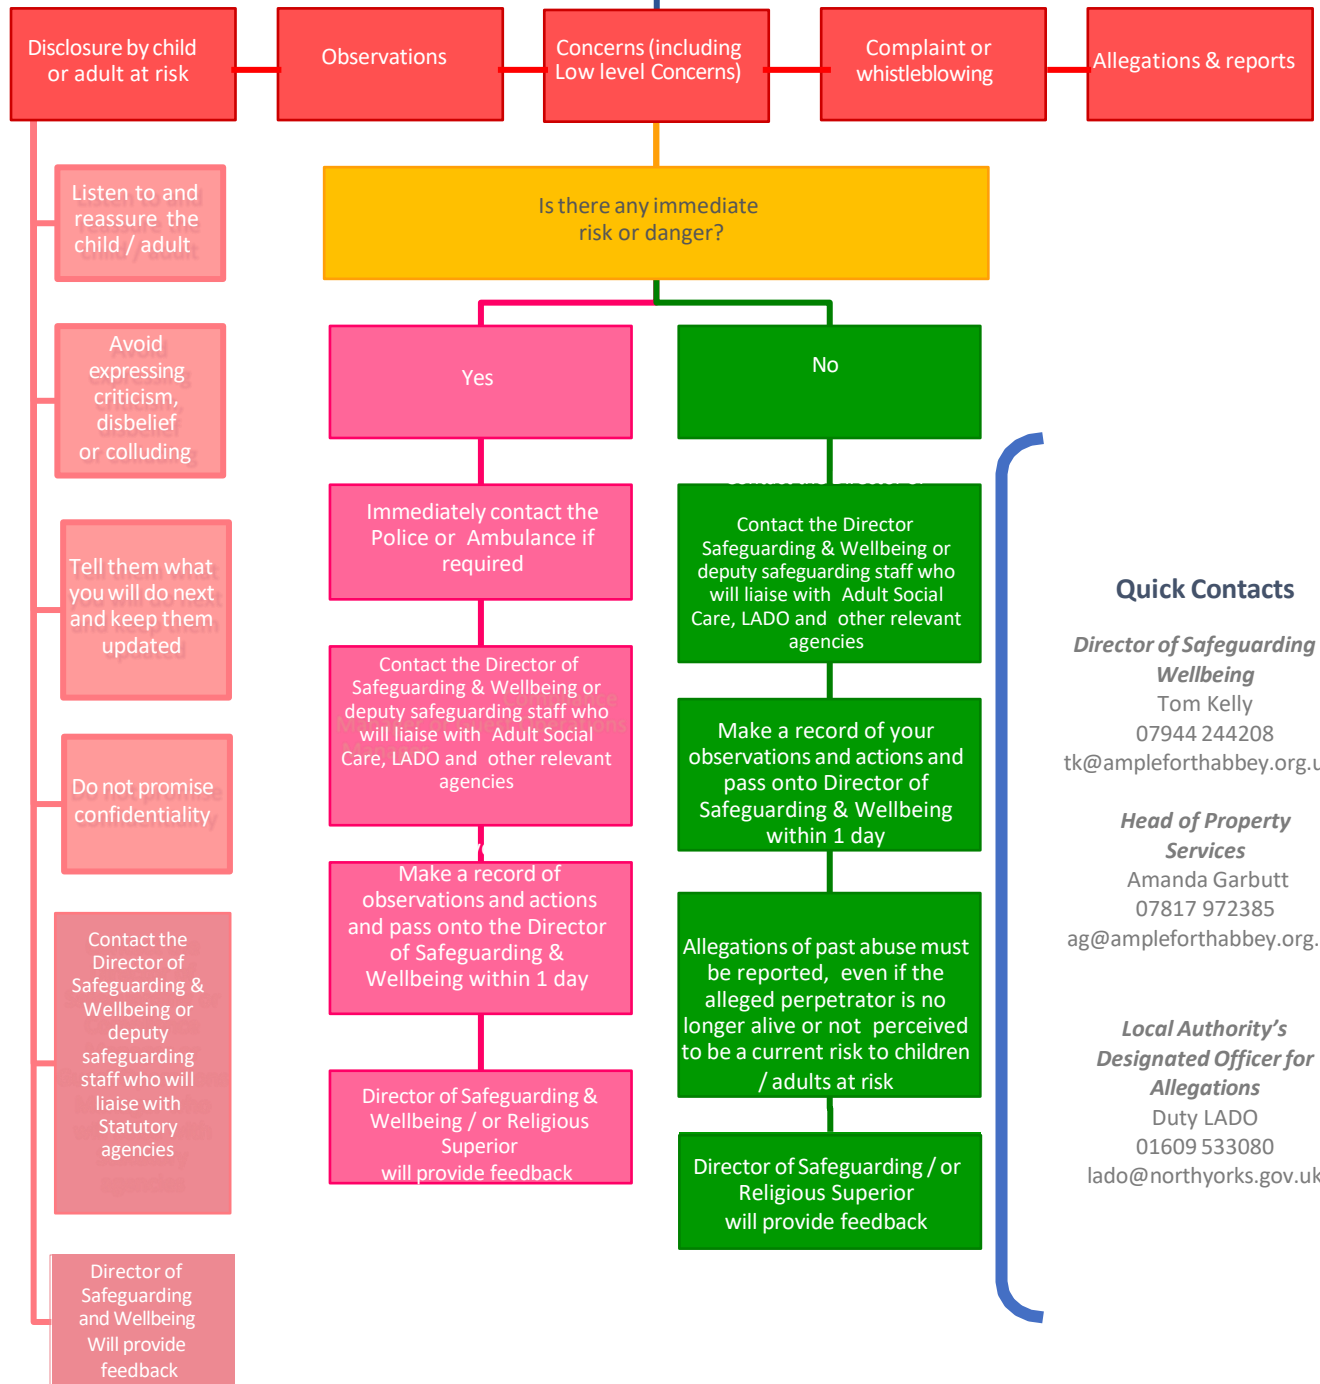 Disclosure by child
or adult at risk
Observations
Concerns (including
Low level Concerns)
Complaint or
whistleblowing
Allegations & reports
Listen to and
reassure the
child / adult
Avoid
expressing
criticism,
disbelief
or colluding
Tell them what
you will do next
and keep them
updated
Do not promise
confidentiality
Contact the
Director of
Safeguarding &
Wellbeing or
deputy
safeguarding
staff who will
liaise with
Statutory
agencies
Director of
Safeguarding
and Wellbeing
Will provide
feedback
Is there any immediate
risk or danger?
Yes
Immediately contact the
Police or Ambulance if
required
Contact the Director of
Safeguarding & Wellbeing or
deputy safeguarding staff who
will liaise with Adult Social
Care, LADO and other relevant
agencies
Make a record of
observations and actions
and pass onto the Director
of Safeguarding &
Wellbeing within 1 day
Director of Safeguarding &
Wellbeing / or Religious
Superior
will provide feedback
No
Contact the Director
Safeguarding & Wellbeing or
deputy safeguarding staff who
will liaise with Adult Social
Care, LADO and other relevant
agencies
Make a record of your
observations and actions and
pass onto Director of
Safeguarding & Wellbeing
within 1 day
Allegations of past abuse must
be reported, even if the
alleged perpetrator is no
longer alive or not perceived
to be a current risk to children
/ adults at risk
Director of Safeguarding / or
Religious Superior
will provide feedback
Quick Contacts
Director of Safeguarding
Wellbeing
Tom Kelly
07944 244208
tk@ampleforthabbey.org.u
Head of Property
Services
Amanda Garbutt
07817 972385
ag@ampleforthabbey.org.
Local Authority's
Designated Officer for
Allegations
Duty LADO
01609 533080
lado@northyorks.gov.uk